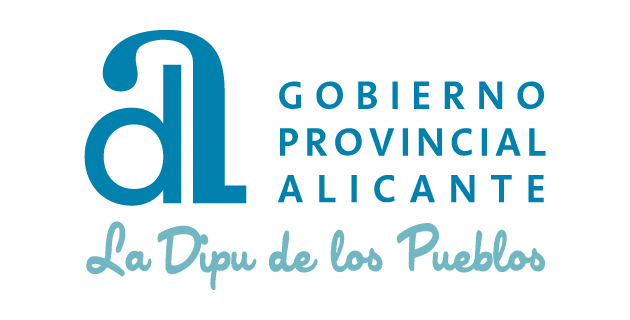 GOBIERNO
PROVINCIAL
ALICANTE
La Dipu de los Pueblos